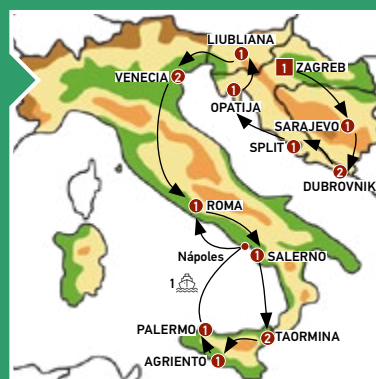 LIUBLIANA
1
1 ZAGREB
VENECIA 2
1
OPATIJA
SARAJEVO 1
SPLIT 1
2
DUBROVNIK
1 ROMA
Nápoles
1 SALERNO
1
PALERMO 1
2 TAORMINA
AGRIENTO 1